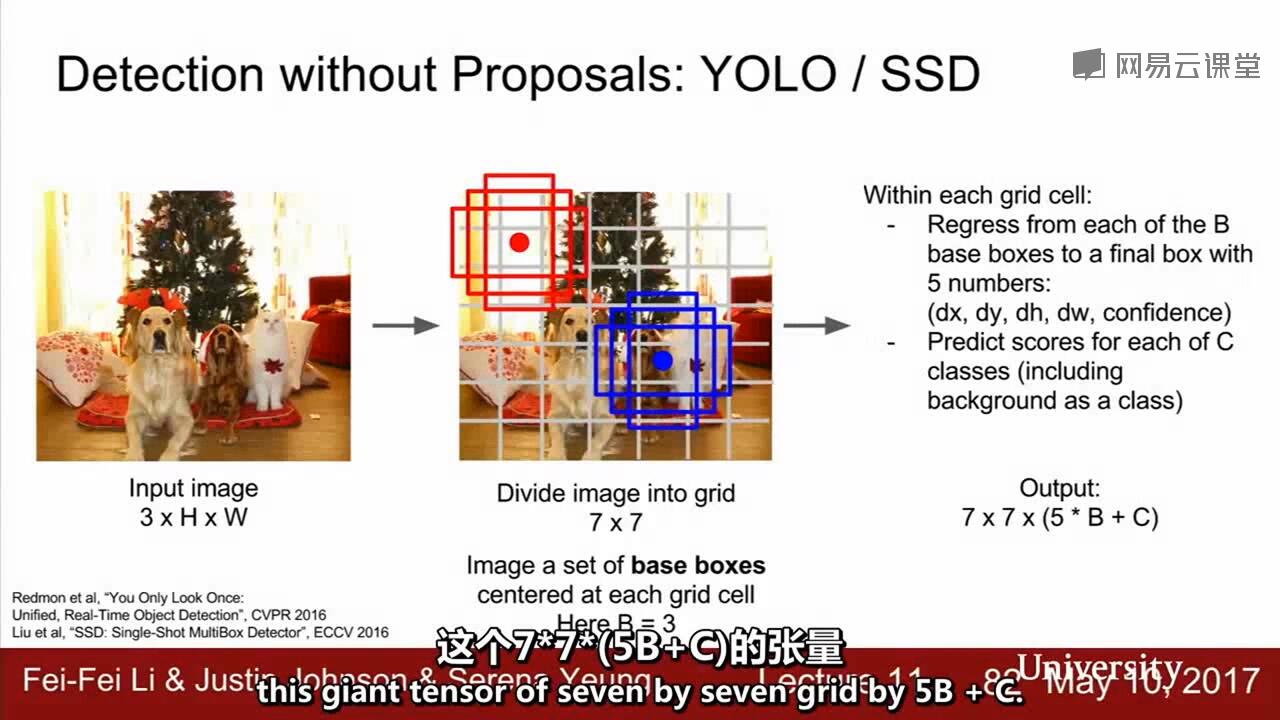 Detection without Proposals: YOLO / SSD
网易云课堂
Input image
3 x H x W
Divide image into grid
7 x 7
Image a set of base boxes
centered at each grid cell
Here B = 3
Within each grid cell:
- Regress from each of the B
base boxes to a final box with
5 numbers:
(dx, dy, dh, dw, confidence)
- Predict scores for each of C
classes (including
background as a class)
Output:
7 x 7 x (5 * B + C)
Redmon et al, “You Only Look Once:
Unified, Real-Time Object Detection”, CVPR 2016
Liu et al, “SSD: Single-Shot MultiBox Detector”, ECCV 2016
Fei-Fei Li & Justin Johnson & Serena Yeung
Lecture 11
University
May 10, 2017
这个7*7*(5B+C)的张量
this giant tensor of seven by seven grid by 5B + C.